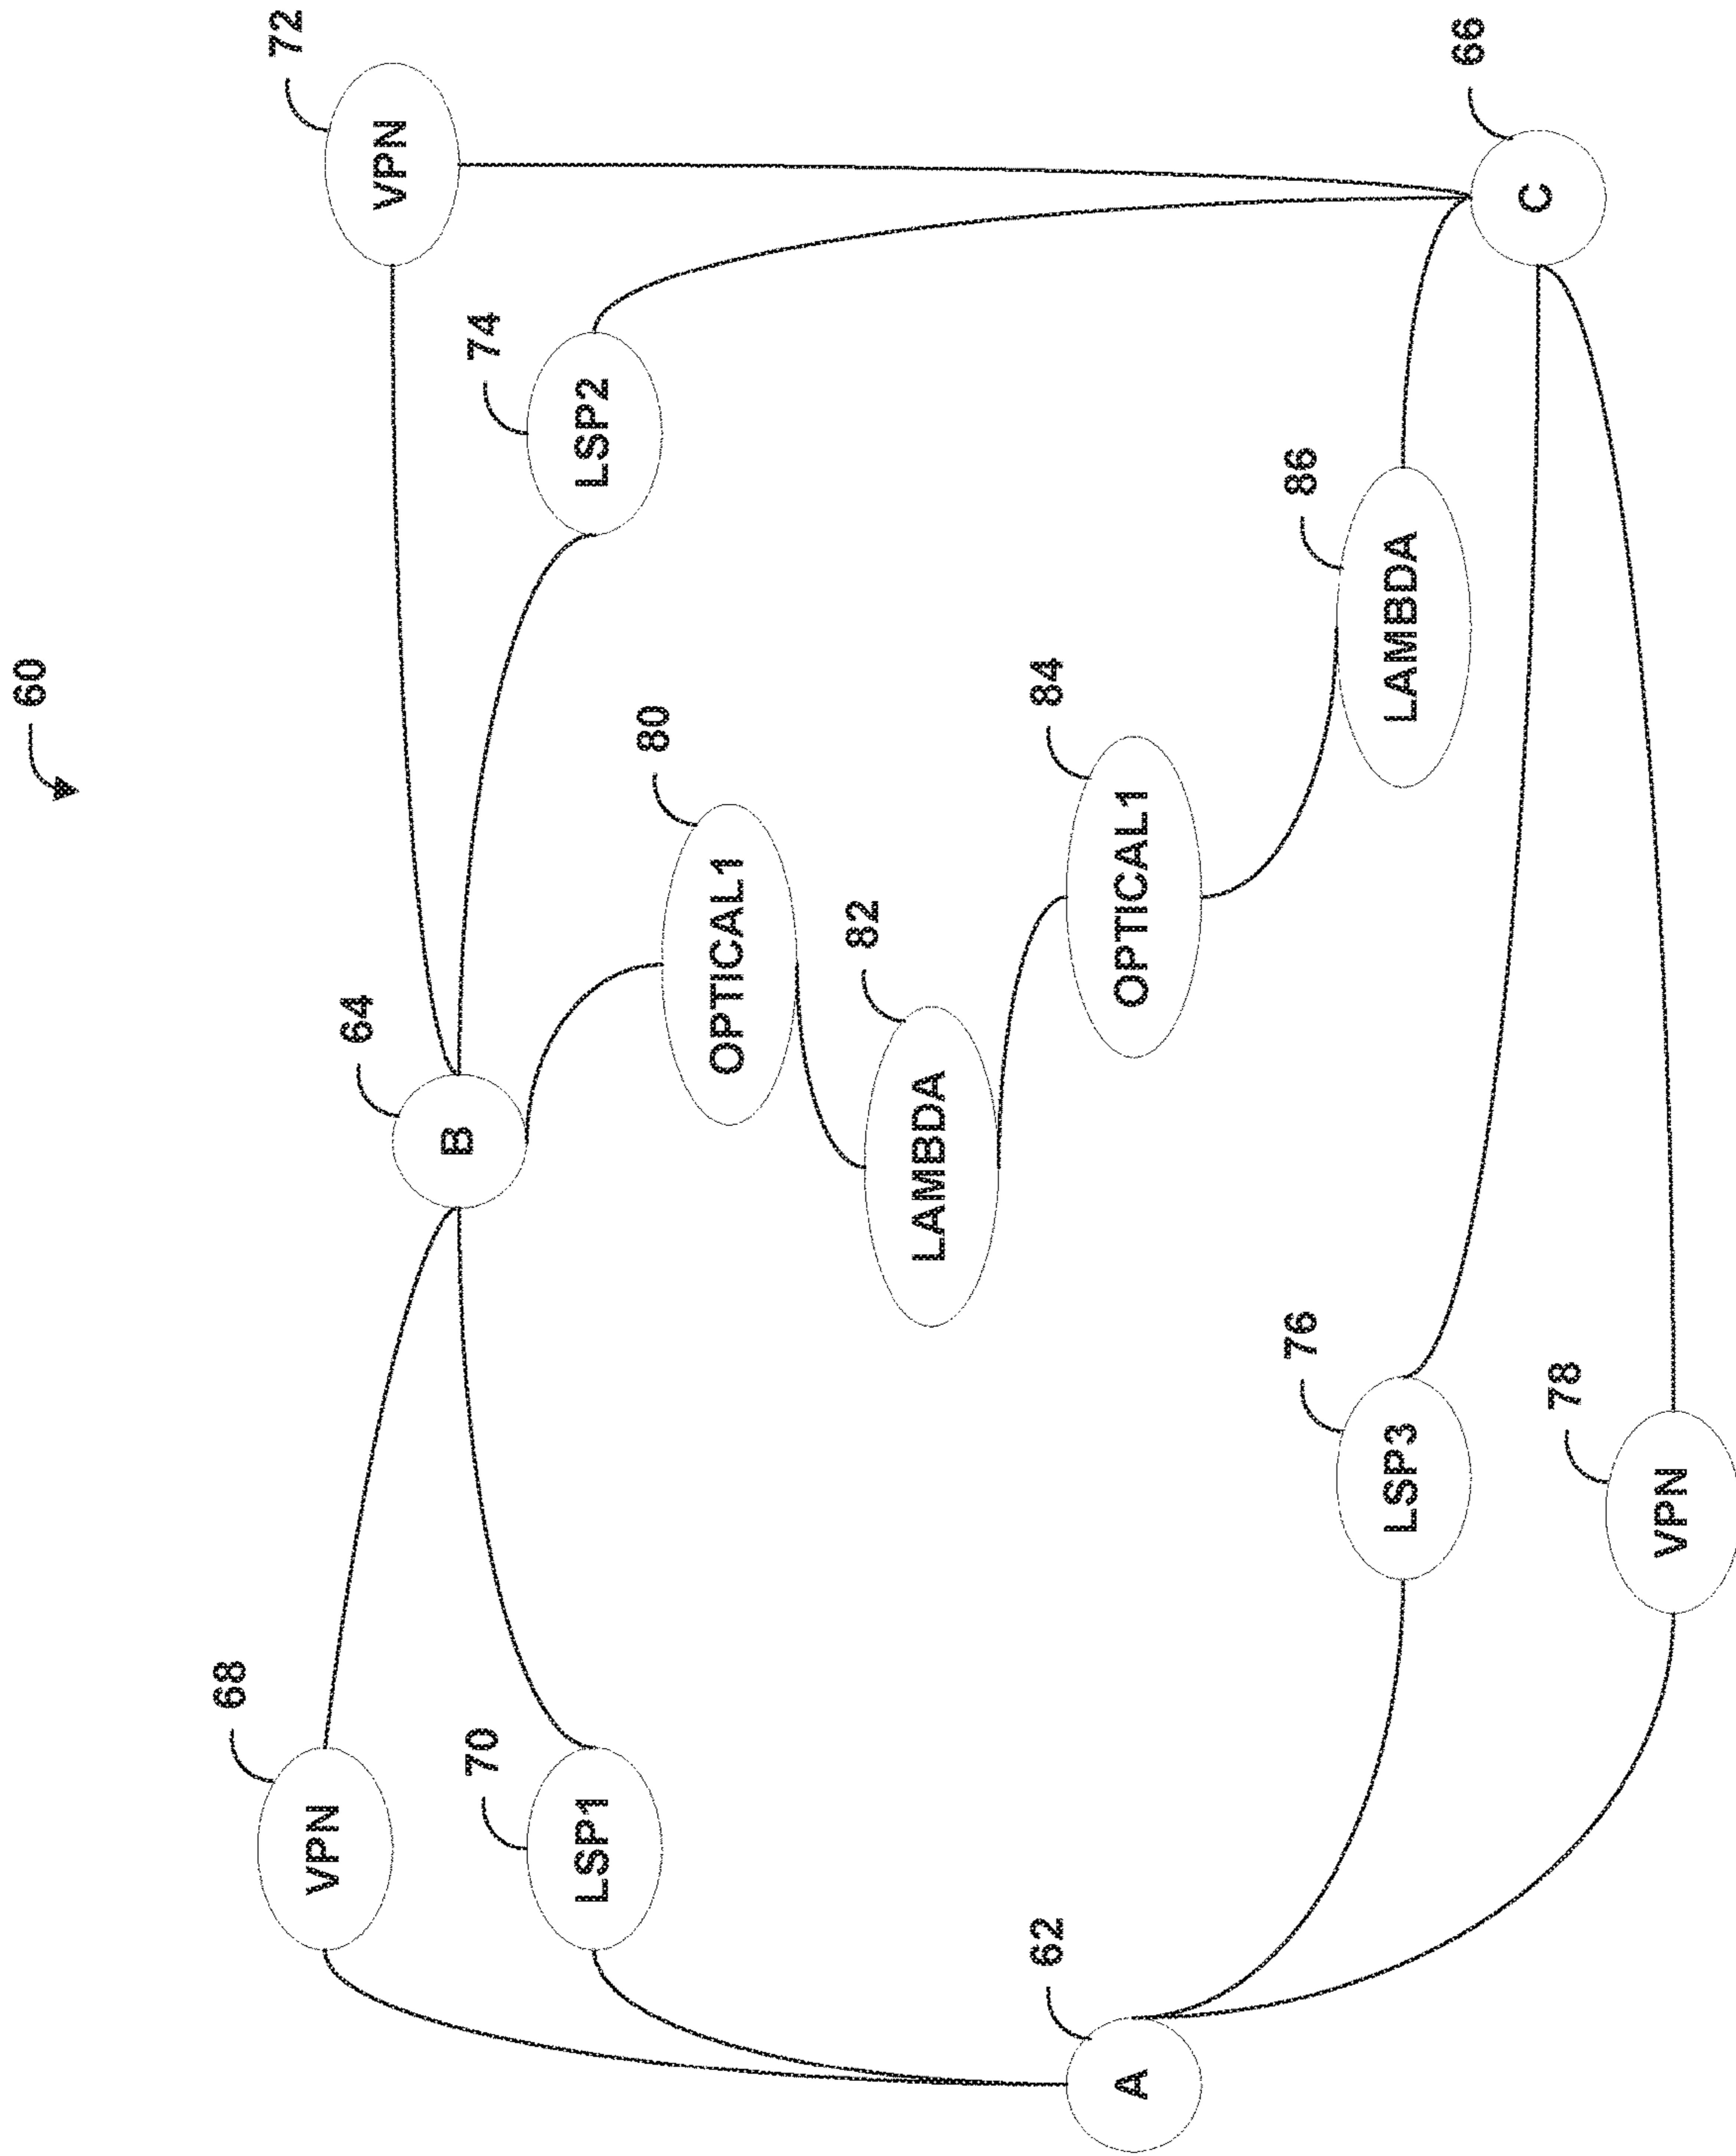 60
72
VPN
68
VPN
64
B
74
LSP2
70
LSP1
80
OPTICAL1
82
LAMBDA
84
OPTICAL1
62
A
86
LAMBDA
76
LSP3
66
C
78
VPN